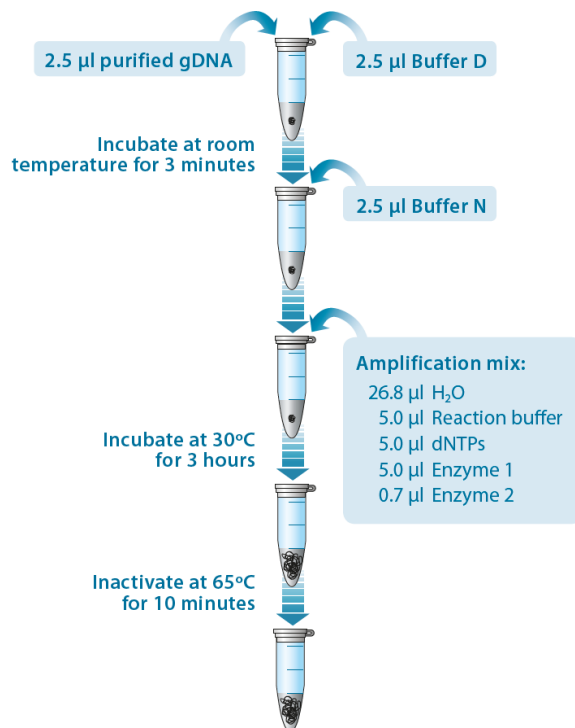 2.5 µl purified gDNA
2.5 µl Buffer D
Incubate at room
temperature for 3 minutes
2.5 µl Buffer N
Amplification mix:
26.8 µl H₂O
5.0 µl Reaction buffer
5.0 µl dNTPs
5.0 µl Enzyme 1
0.7 µl Enzyme 2
Incubate at 30ºC
for 3 hours
Inactivate at 65ºC
for 10 minutes